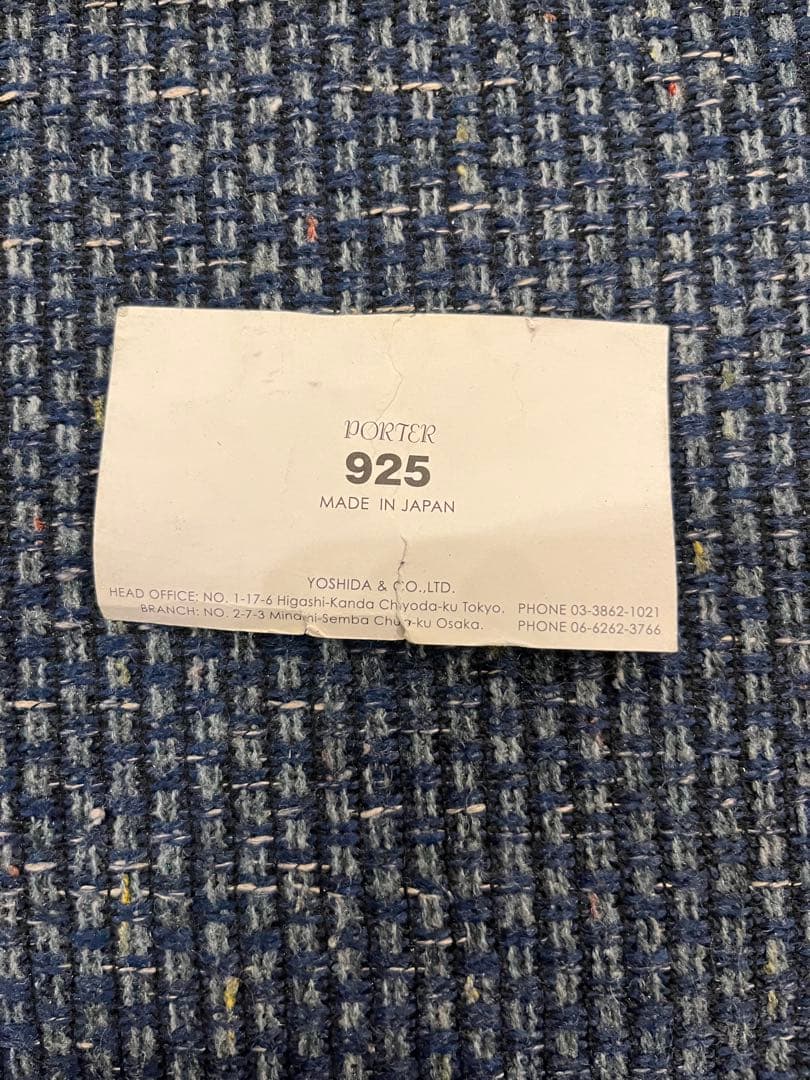 PORTER
925
MADE IN JAPAN
YOSHIDA & CO.,LTD.
HEAD OFFICE: NO. 1-17-6 Higashi-Kanda Chiyoda-ku Tokyo. PHONE 03-3862-1021
BRANCH: NO. 2-7-3 Minami-Semba Chuo-ku Osaka. PHONE 06-6262-3766